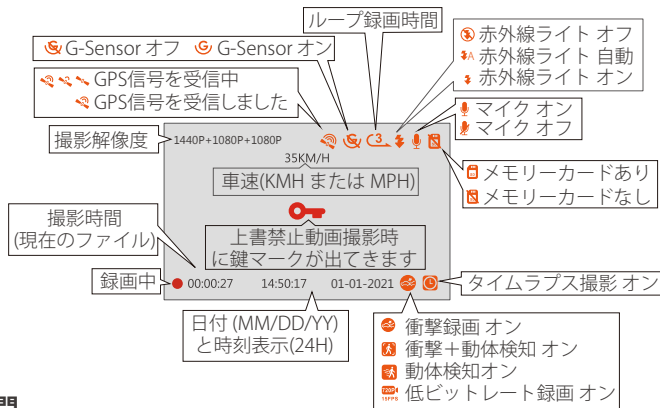 ループ録画時間
G-Sensor オフ G-Sensor オン
赤外線ライト オフ
赤外線ライト 自動
赤外線ライト オン
GPS信号を受信中
GPS信号を受信しました
マイク オン
マイク オフ
撮影解像度
1440P+1080P+1080P
3
35KM/H
車速(KMH または MPH)
メモリーカードあり
メモリーカードなし
撮影時間
(現在のファイル)
上書禁止動画撮影時
に鍵マークが出てきます
録画中
00:00:27 14:50:17 01-01-2021
タイムラプス撮影 オン
日付 (MM/DD/YY)
と時刻表示(24H)
衝撃録画 オン
衝撃+動体検知 オン
動体検知オン
720P
15FPS
低ビットレート録画 オン